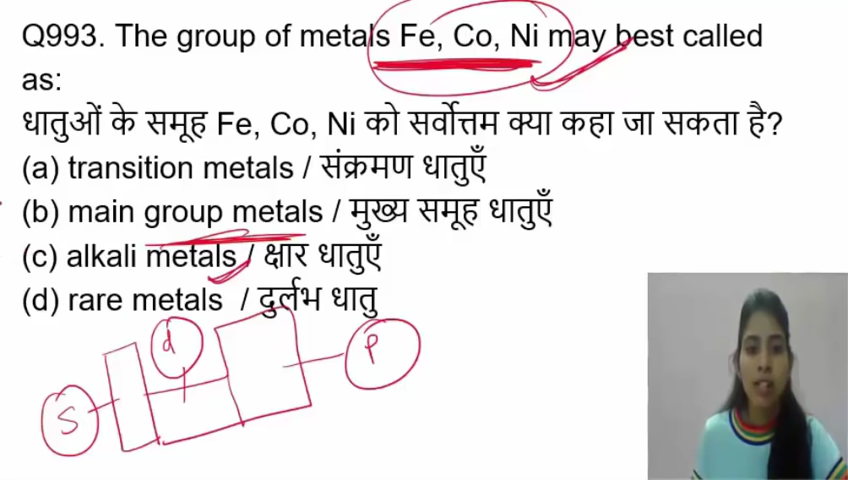 Q993. The group of metals Fe, Co, Ni may best called
as:
धातुओं के समूह Fe, Co, Ni को सर्वोत्तम क्या कहा जा सकता है?
(a) transition metals / संक्रमण धातुएँ
(b) main group metals / मुख्य समूह धातुएँ
(c) alkali metals / क्षार धातुएँ
(d) rare metals / दुर्लभ धातु
d
P
S